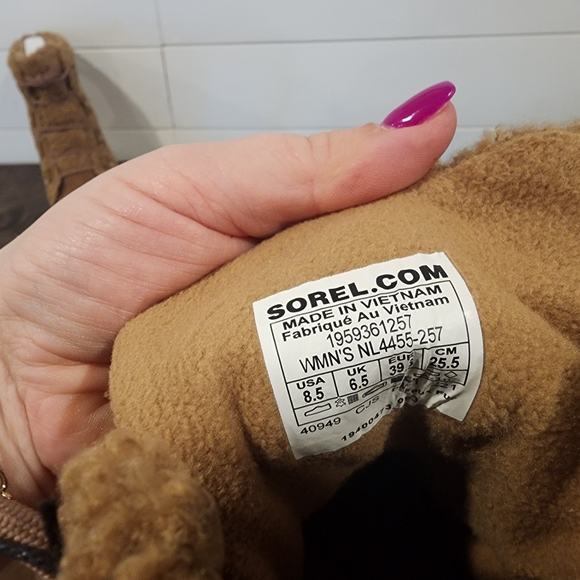 SOREL.COM
MADE IN VIETNAM
Fabriqué Au Vietnam
1959361257
WMN'S NL4455-257
USA UK EUR CM
8.5 6.5 39 25.5
40949 CJS